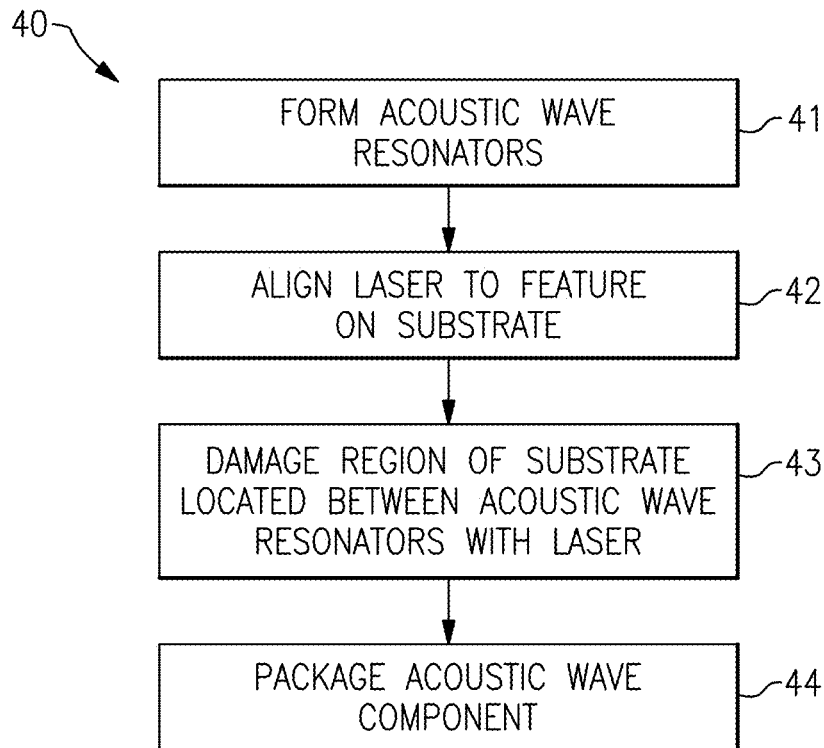 40
FORM ACOUSTIC WAVE
RESONATORS
41
ALIGN LASER TO FEATURE
ON SUBSTRATE
42
DAMAGE REGION OF SUBSTRATE
LOCATED BETWEEN ACOUSTIC WAVE
RESONATORS WITH LASER
43
PACKAGE ACOUSTIC WAVE
COMPONENT
44